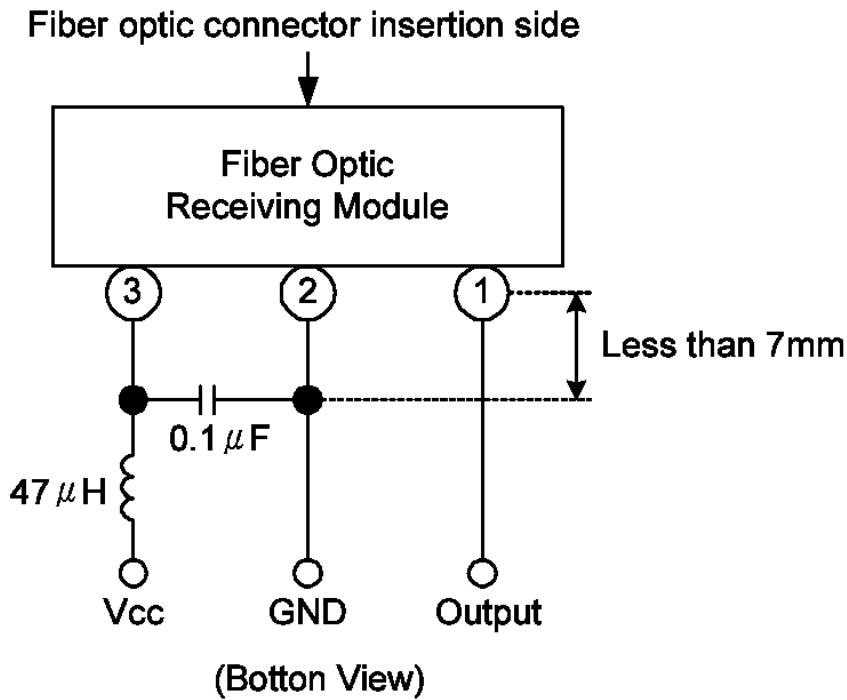 Fiber optic connector insertion side
Fiber Optic
Receiving Module
3
2
1
Less than 7mm
0.1μF
47μH
Vcc
GND
Output
(Botton View)